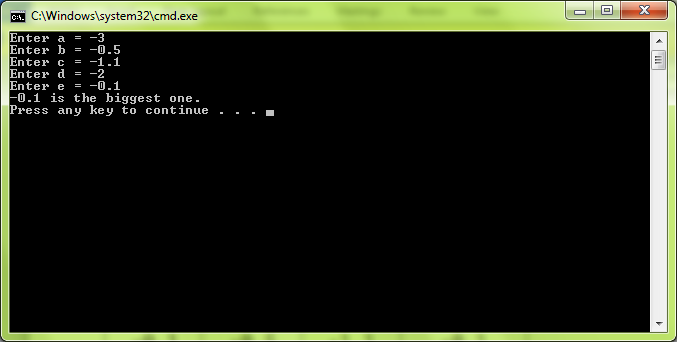 C:\Windows\system32\cmd.exe
Enter a = -3
Enter b = -0.5
Enter c = -1.1
Enter d = -2
Enter e = -0.1
-0.1 is the biggest one.
Press any key to continue . . .